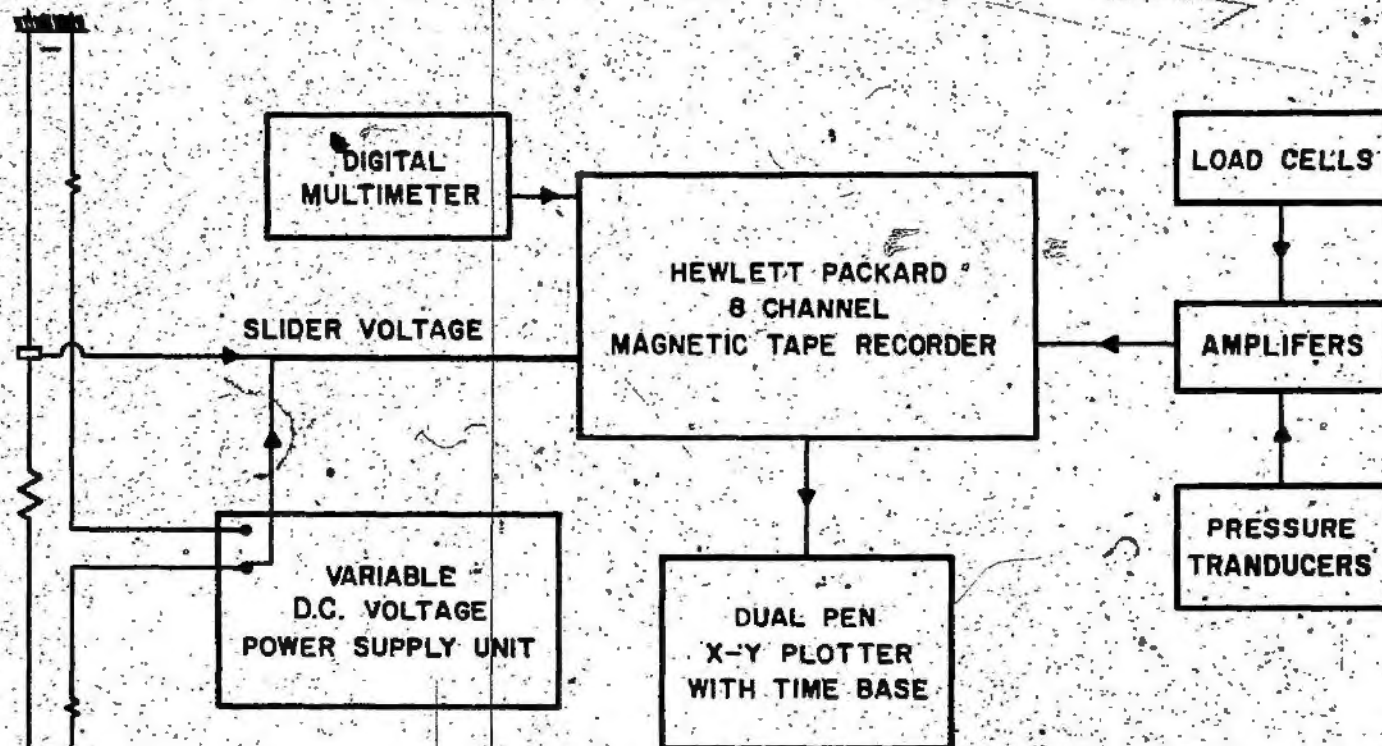 DIGITAL
MULTIMETER
LOAD CELLS
HEWLETT PACKARD
8 CHANNEL
MAGNETIC TAPE RECORDER
SLIDER VOLTAGE
AMPLIFERS
PRESSURE
TRANDUCERS
VARIABLE
D.C. VOLTAGE
POWER SUPPLY UNIT
DUAL PEN
X-Y PLOTTER
WITH TIME BASE